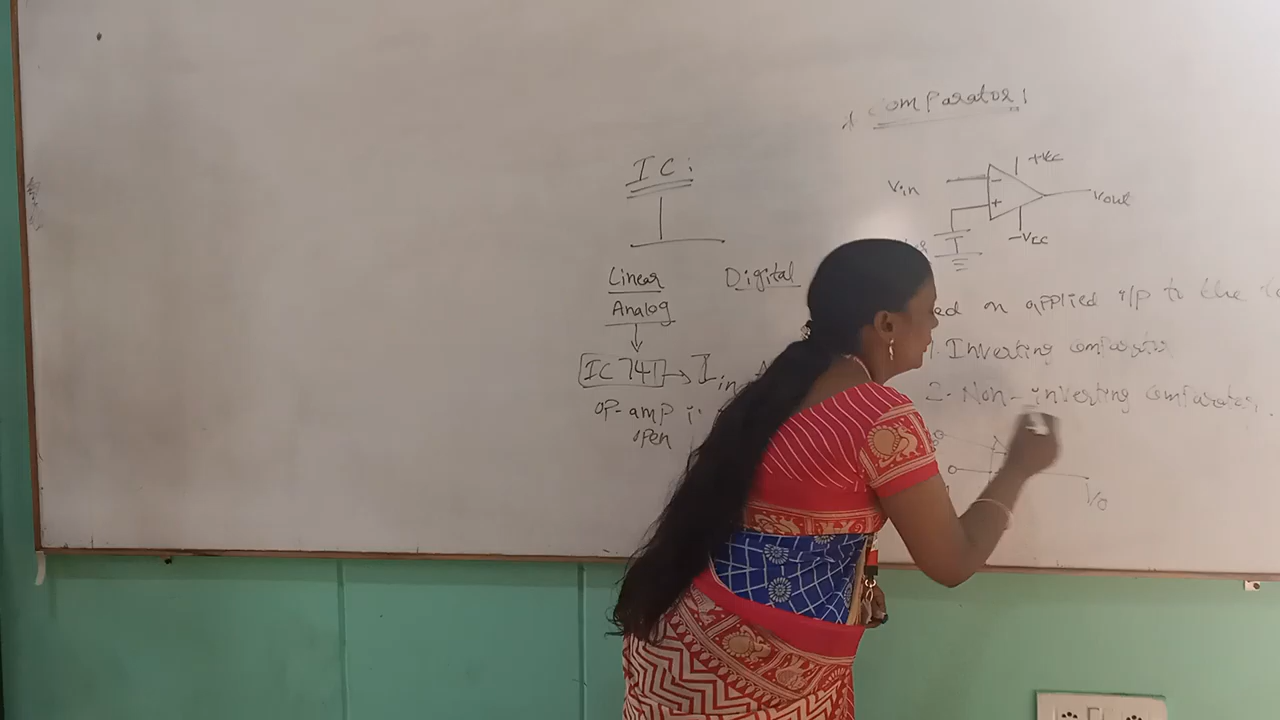 Comparator:
IC:
Linear
Analog
IC 741 → Iin
OP-amp
open
Digital
+Vcc
Vin
-
+
Vout
-Vcc
ed on applied i/p to the
1. Inverting comparator
2. Non-inverting comparator.
Vo